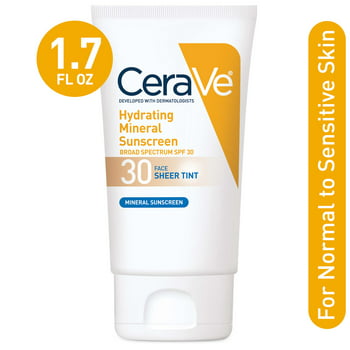 1.7
FL OZ
CeraVe®
DEVELOPED WITH DERMATOLOGISTS
Hydrating
Mineral
Sunscreen
BROAD SPECTRUM SPF 30
30 FACE
SHEER TINT
MINERAL SUNSCREEN
For Normal to Sensitive Skin